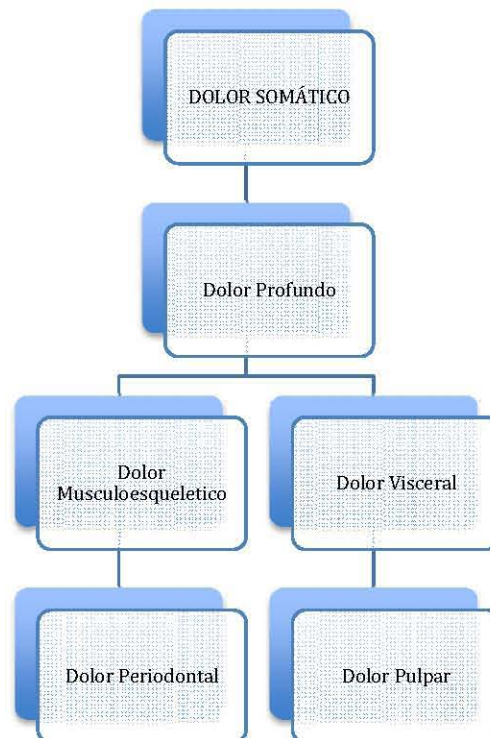 DOLOR SOMÁTICO
Dolor Profundo
Dolor
Musculoesqueletico
Dolor Visceral
Dolor Periodontal
Dolor Pulpar